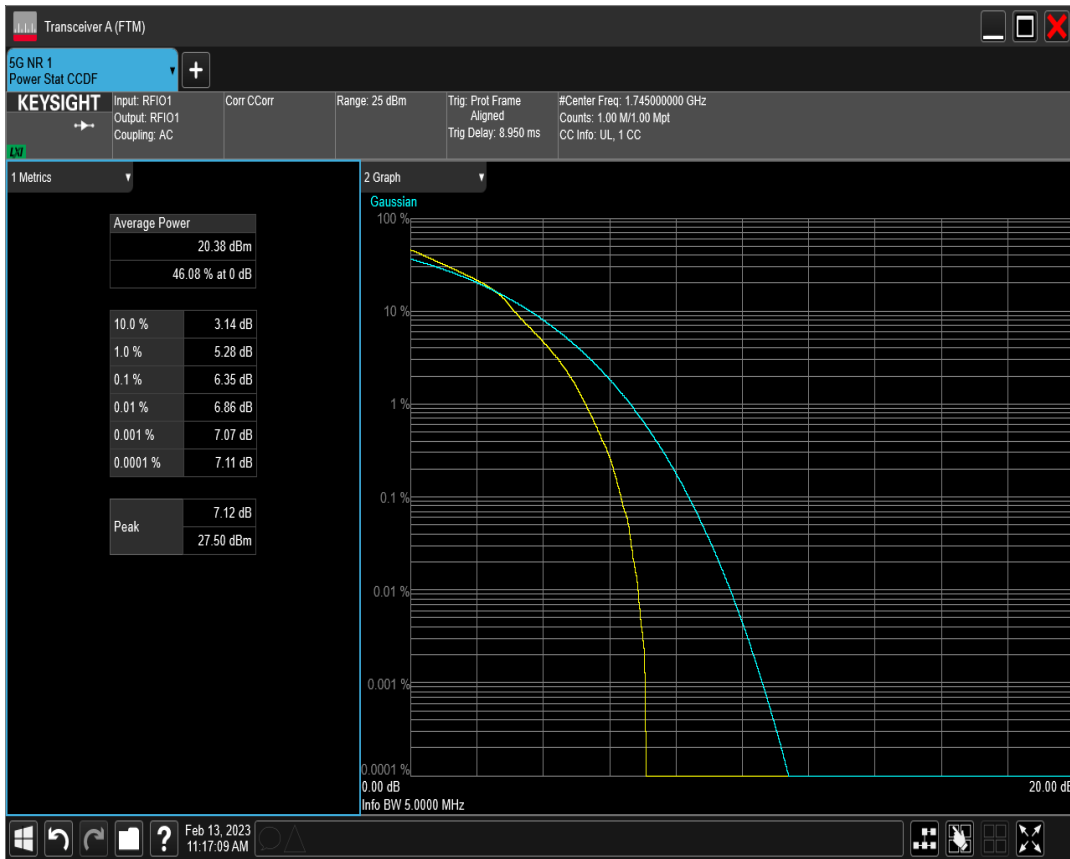 Transceiver A (FTM)
5G NR 1
Power Stat CCDF
+
KEYSIGHT
LXI
Input: RFIO1
Output: RFIO1
Coupling: AC
Corr CCorr
Range: 25 dBm
Trig: Prot Frame
Aligned
Trig Delay: 8.950 ms
#Center Freq: 1.745000000 GHz
Counts: 1.00 M/1.00 Mpt
CC Info: UL, 1 CC
1 Metrics
Average Power
20.38 dBm
46.08 % at 0 dB
10.0 % 3.14 dB
1.0 % 5.28 dB
0.1 % 6.35 dB
0.01 % 6.86 dB
0.001 % 7.07 dB
0.0001 % 7.11 dB
Peak 7.12 dB
27.50 dBm
2 Graph
Gaussian
100 %
10 %
1 %
0.1 %
0.01 %
0.001 %
0.0001 %
0.00 dB 20.00 dB
Info BW 5.0000 MHz
? Feb 13, 2023
11:17:09 AM